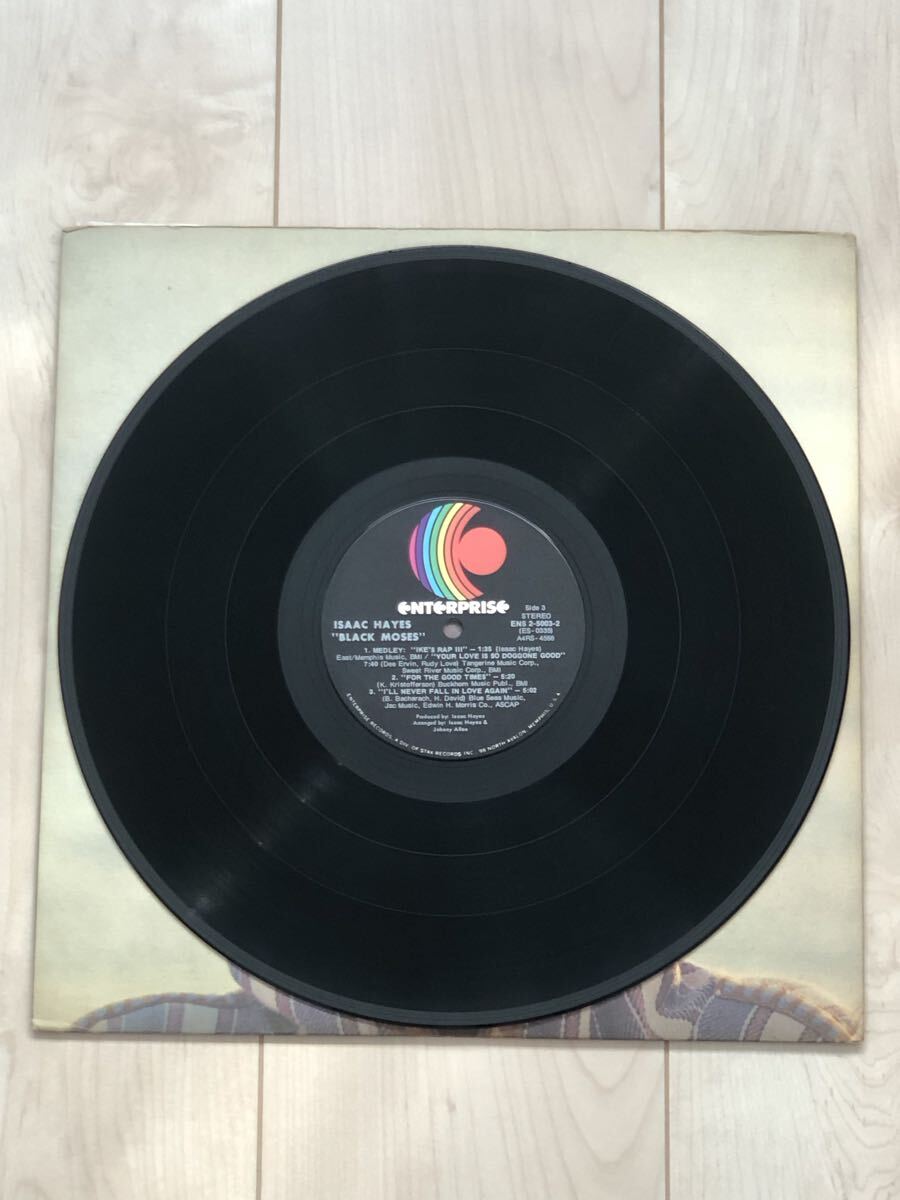 ENTERPRISE
ISAAC HAYES
"BLACK MOSES"
Side 3
STEREO
ENS 2-5003-2
(ES-0335)
A4RS-4556
1. MEDLEY: "IKE'S RAP III" — 1:35 (Isaac Hayes)
East/Memphis Music, BMI / "YOUR LOVE IS SO DOGGONE GOOD"
7:40 (Des Ervin, Rudy Love) Tangerine Music Corp.,
Sweet River Music Corp., BMI
2. "FOR THE GOOD TIMES" — 5:20
(K. Kristofferson) Buckhorn Music Publ., BMI
3. "I'LL NEVER FALL IN LOVE AGAIN" — 5:02
(B. Bacharach, H. David) Blue Seas Music,
Jac Music, Edwin H. Morris Co., ASCAP
Produced by: Isaac Hayes
Arranged by: Isaac Hayes &
Johnny Allen
ENTERPRISE RECORDS, A DIV. OF STAX RECORDS INC. 98 NORTH AVALON, MEMPHIS, U.S.A.